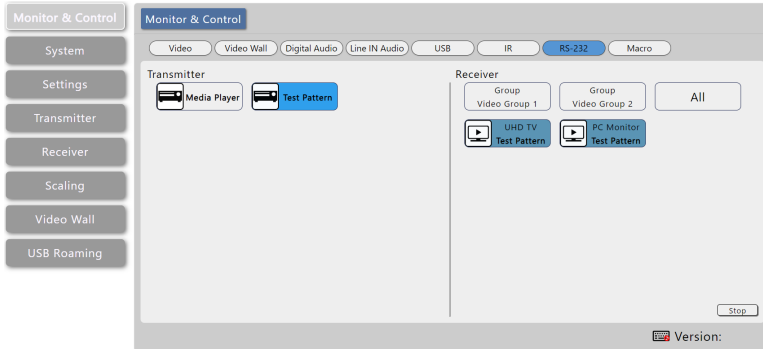 Monitor & Control
System
Settings
Transmitter
Receiver
Scaling
Video Wall
USB Roaming
Monitor & Control
Video Video Wall Digital Audio Line IN Audio USB IR RS-232 Macro
Transmitter
Media Player Test Pattern
Receiver
Group Group
Video Group 1 Video Group 2 All
UHD TV PC Monitor
Test Pattern Test Pattern
Stop
Version: